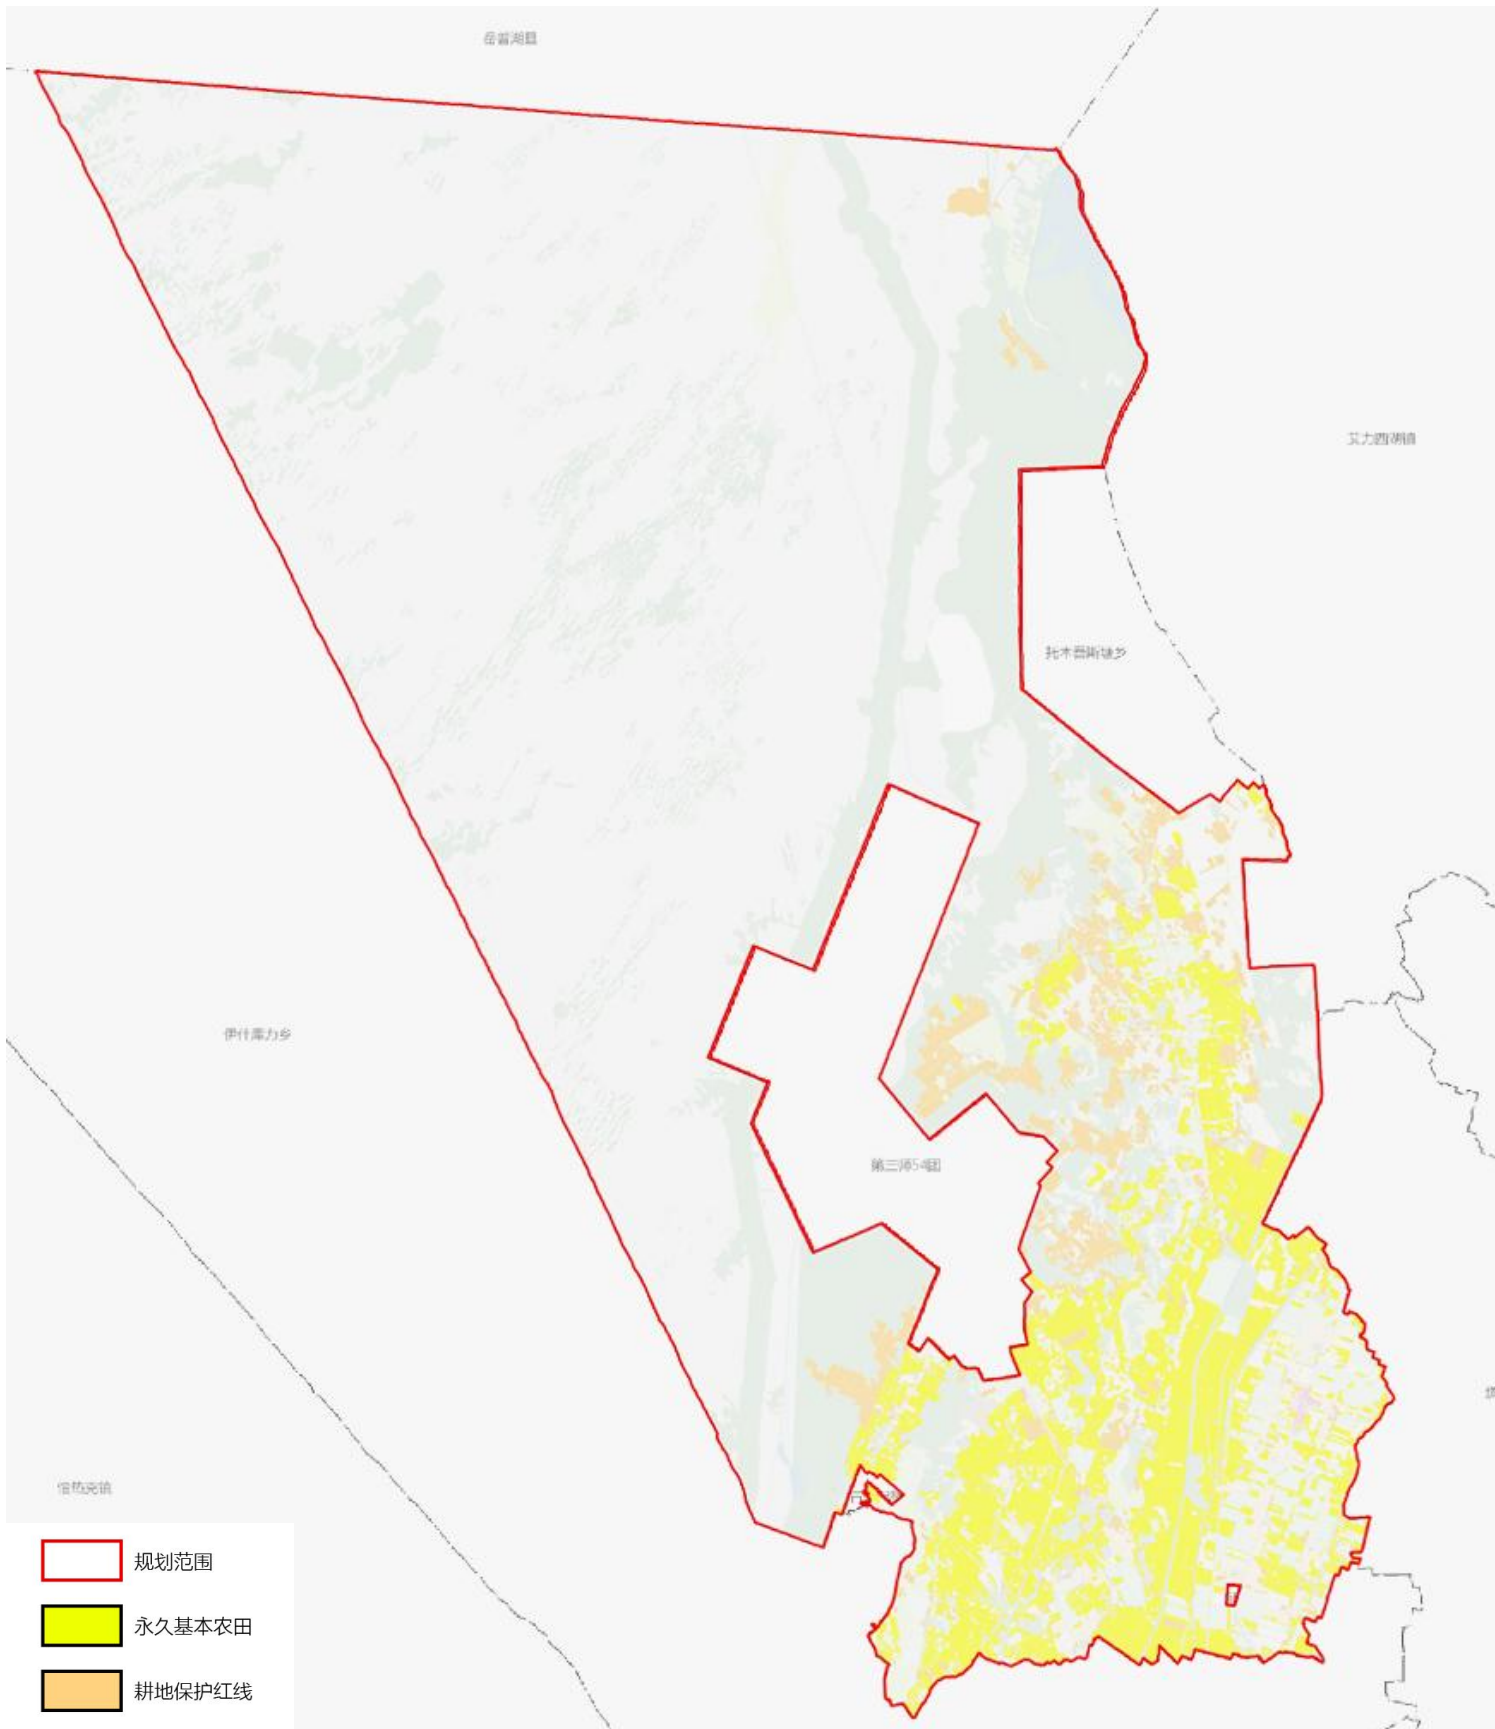 岳普湖县
艾力西湖镇
托木吾斯塘乡
第三师54团
伊什库力乡
规划范围
永久基本农田
耕地保护红线